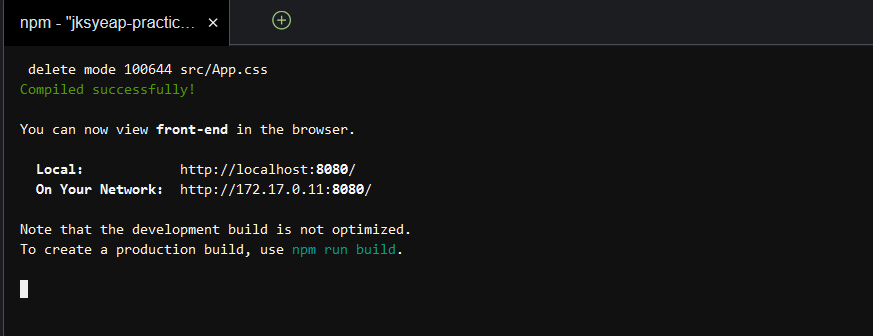 npm - "jksyeap-practic...
delete mode 100644 src/App.css
Compiled successfully!
You can now view front-end in the browser.
Local: http://localhost:8080/
On Your Network: http://172.17.0.11:8080/
Note that the development build is not optimized.
To create a production build, use npm run build.